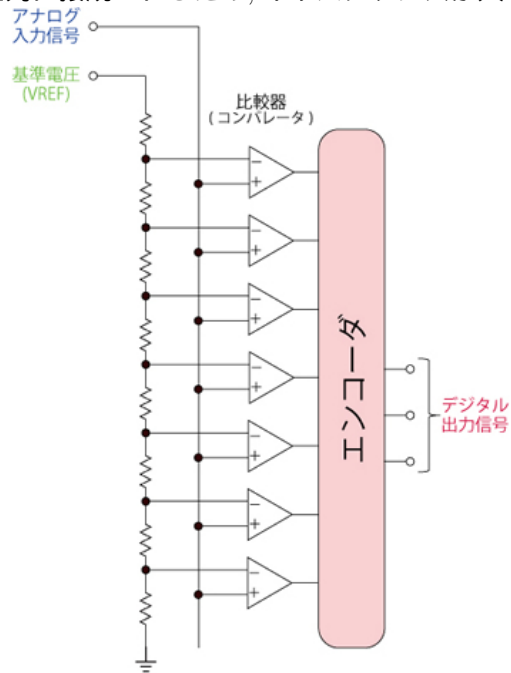 アナログ
入力信号
基準電圧
(VREF)
比較器
(コンパレータ)
－
+
－
+
－
+
－
+
－
+
－
+
－
+
エンコーダ
デジタル
出力信号